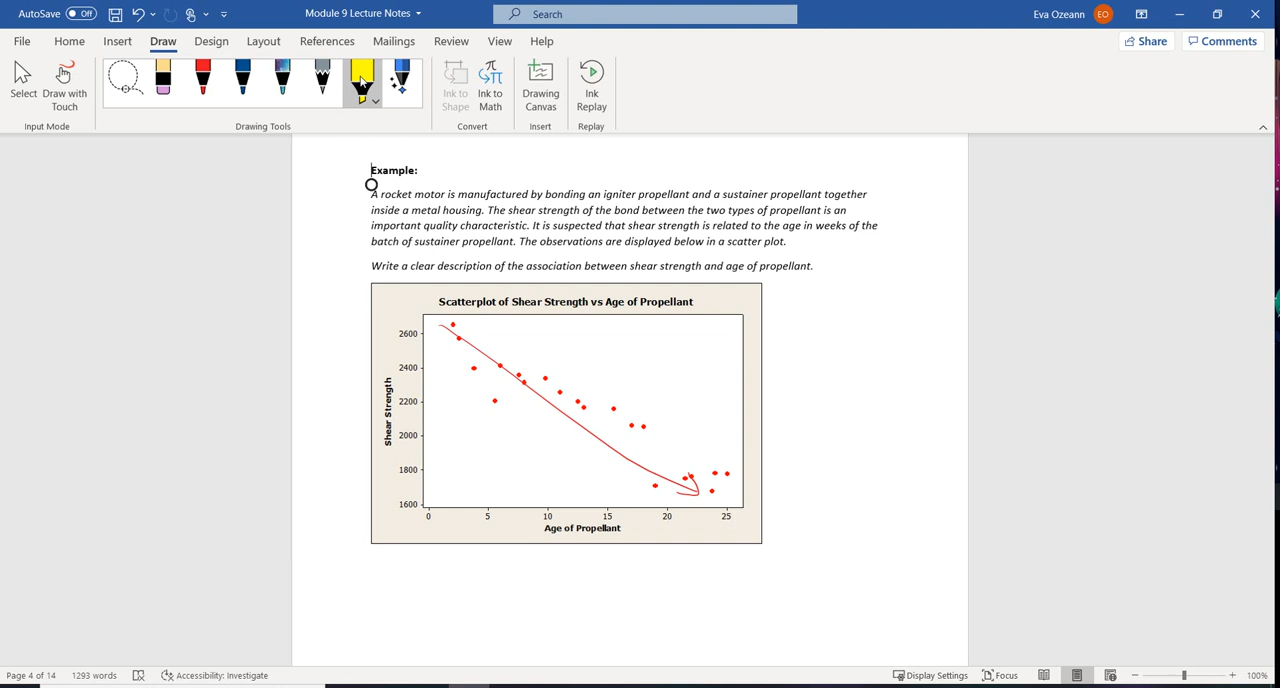 AutoSave Off Module 9 Lecture Notes Search Eva Ozeann EO
File Home Insert Draw Design Layout References Mailings Review View Help Share Comments
Select Draw with Touch Ink to Shape Ink to Math Drawing Canvas Ink Replay
Input Mode Drawing Tools Convert Insert Replay
Example:
A rocket motor is manufactured by bonding an igniter propellant and a sustainer propellant together
inside a metal housing. The shear strength of the bond between the two types of propellant is an
important quality characteristic. It is suspected that shear strength is related to the age in weeks of the
batch of sustainer propellant. The observations are displayed below in a scatter plot.
Write a clear description of the association between shear strength and age of propellant.
Scatterplot of Shear Strength vs Age of Propellant
Shear Strength
2600
2400
2200
2000
1800
1600
0 5 10 15 20 25
Age of Propellant
Page 4 of 14 1293 words Accessibility: Investigate Display Settings Focus 100%